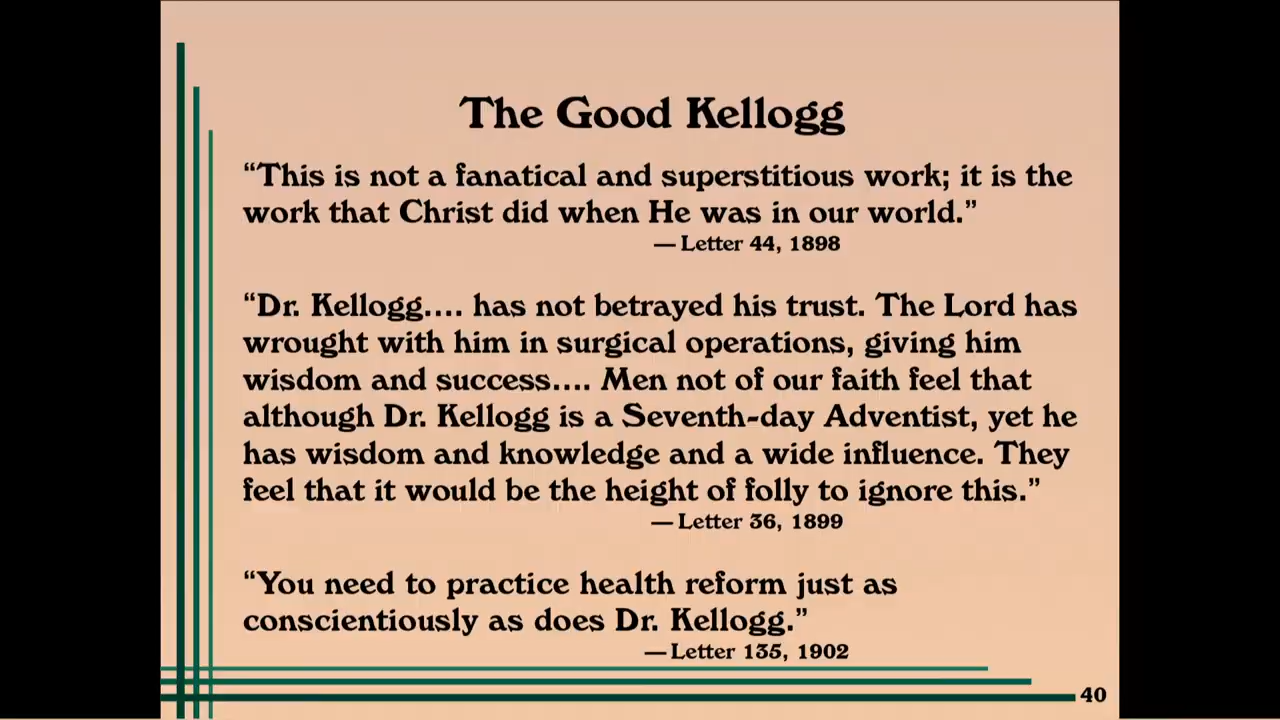 The Good Kellogg
“This is not a fanatical and superstitious work; it is the
work that Christ did when He was in our world.”
— Letter 44, 1898
“Dr. Kellogg.... has not betrayed his trust. The Lord has
wrought with him in surgical operations, giving him
wisdom and success.... Men not of our faith feel that
although Dr. Kellogg is a Seventh-day Adventist, yet he
has wisdom and knowledge and a wide influence. They
feel that it would be the height of folly to ignore this.”
— Letter 36, 1899
“You need to practice health reform just as
conscientiously as does Dr. Kellogg.”
— Letter 135, 1902
40